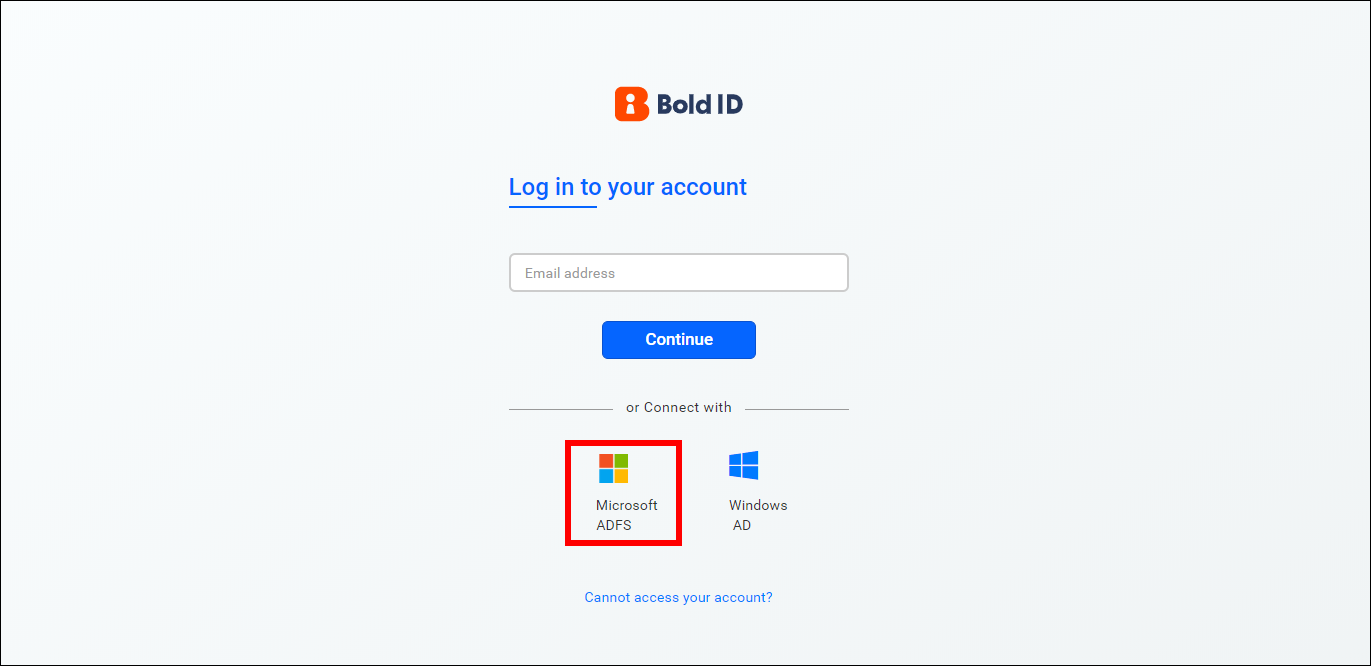 Bold ID
Log in to your account
Email address
Continue
or Connect with
Microsoft
ADFS
Windows
AD
Cannot access your account?